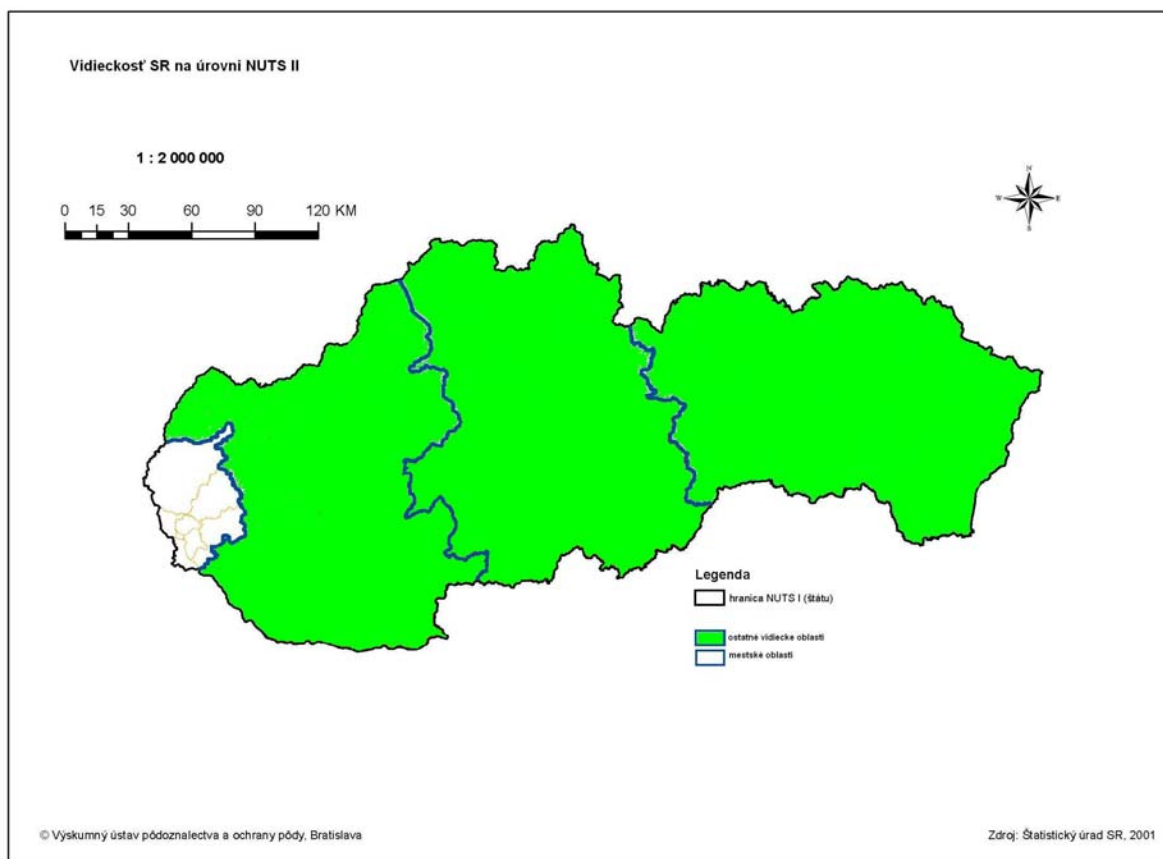 Vidieckosť SR na úrovni NUTS II
1 : 2 000 000
0 15 30 60 90 120 KM
N
W E
S
Legenda
hranica NUTS I (štátu)
ostatné vidiecke oblasti
mestské oblasti
© Výskumný ústav pôdoznalectva a ochrany pôdy, Bratislava
Zdroj: Štatistický úrad SR, 2001